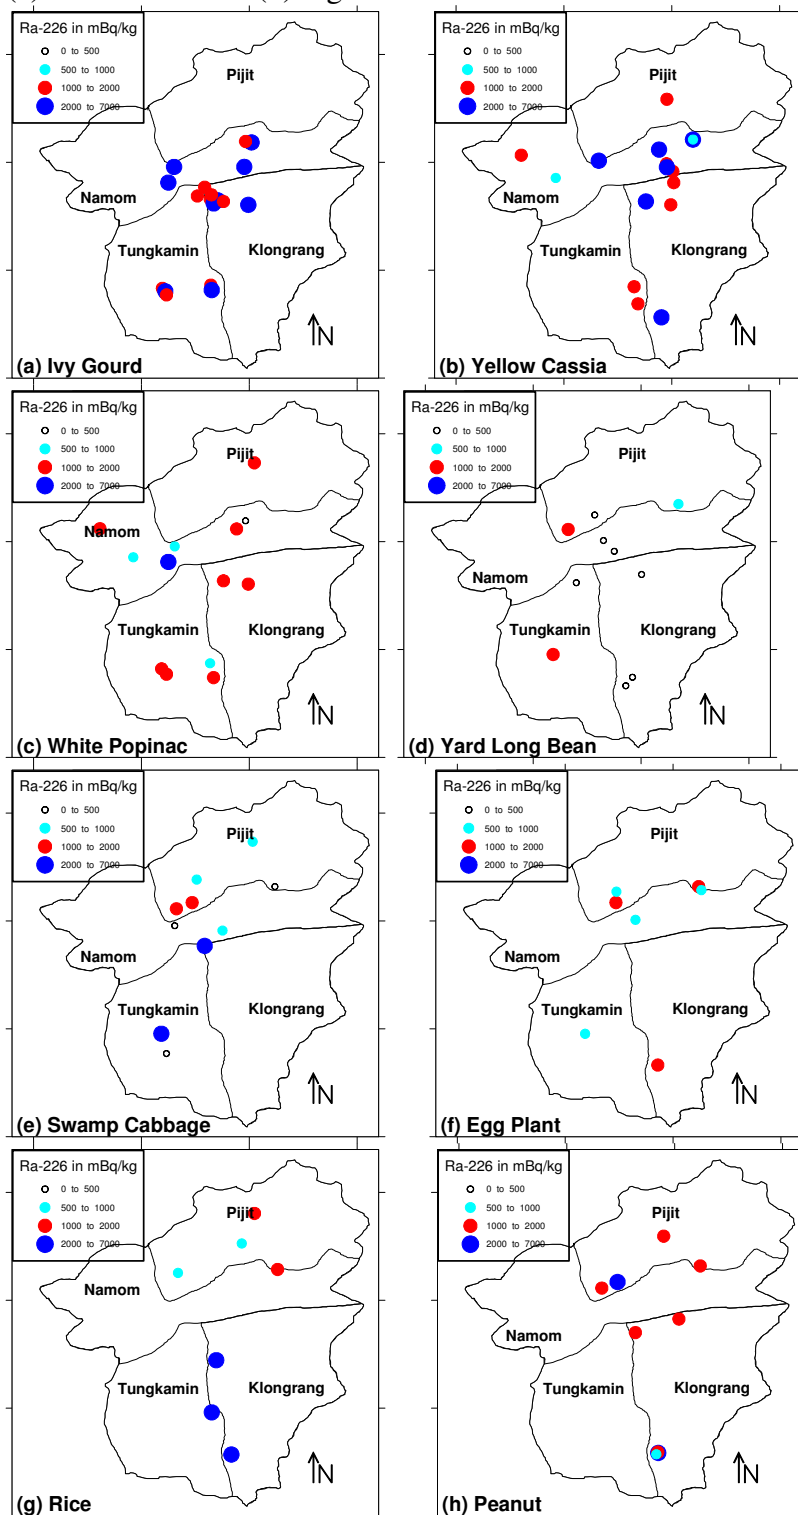 Ra-226 in mBq/kg
0 to 500
500 to 1000
1000 to 2000
2000 to 7000
Pijit
Namom
Tungkamin
Klongrang
N
(a) Ivy Gourd
Ra-226 in mBq/kg
0 to 500
500 to 1000
1000 to 2000
2000 to 7000
Pijit
Namom
Tungkamin
Klongrang
N
(b) Yellow Cassia
Ra-226 in mBq/kg
0 to 500
500 to 1000
1000 to 2000
2000 to 7000
Pijit
Namom
Tungkamin
Klongrang
N
(c) White Popinac
Ra-226 in mBq/kg
0 to 500
500 to 1000
1000 to 2000
2000 to 7000
Pijit
Namom
Tungkamin
Klongrang
N
(d) Yard Long Bean
Ra-226 in mBq/kg
0 to 500
500 to 1000
1000 to 2000
2000 to 7000
Pijit
Namom
Tungkamin
Klongrang
N
(e) Swamp Cabbage
Ra-226 in mBq/kg
0 to 500
500 to 1000
1000 to 2000
2000 to 7000
Pijit
Namom
Tungkamin
Klongrang
N
(f) Egg Plant
Ra-226 in mBq/kg
0 to 500
500 to 1000
1000 to 2000
2000 to 7000
Pijit
Namom
Tungkamin
Klongrang
N
(g) Rice
Ra-226 in mBq/kg
0 to 500
500 to 1000
1000 to 2000
2000 to 7000
Pijit
Namom
Tungkamin
Klongrang
N
(h) Peanut